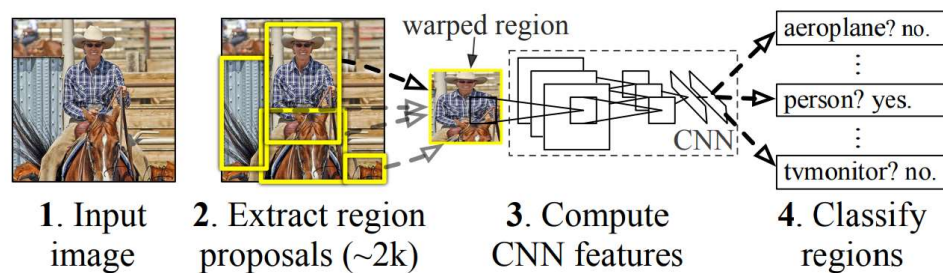 warped region
aeroplane? no.
⋮
person? yes.
CNN
⋮
tvmonitor? no.
1. Input
image
2. Extract region
proposals (~2k)
3. Compute
CNN features
4. Classify
regions